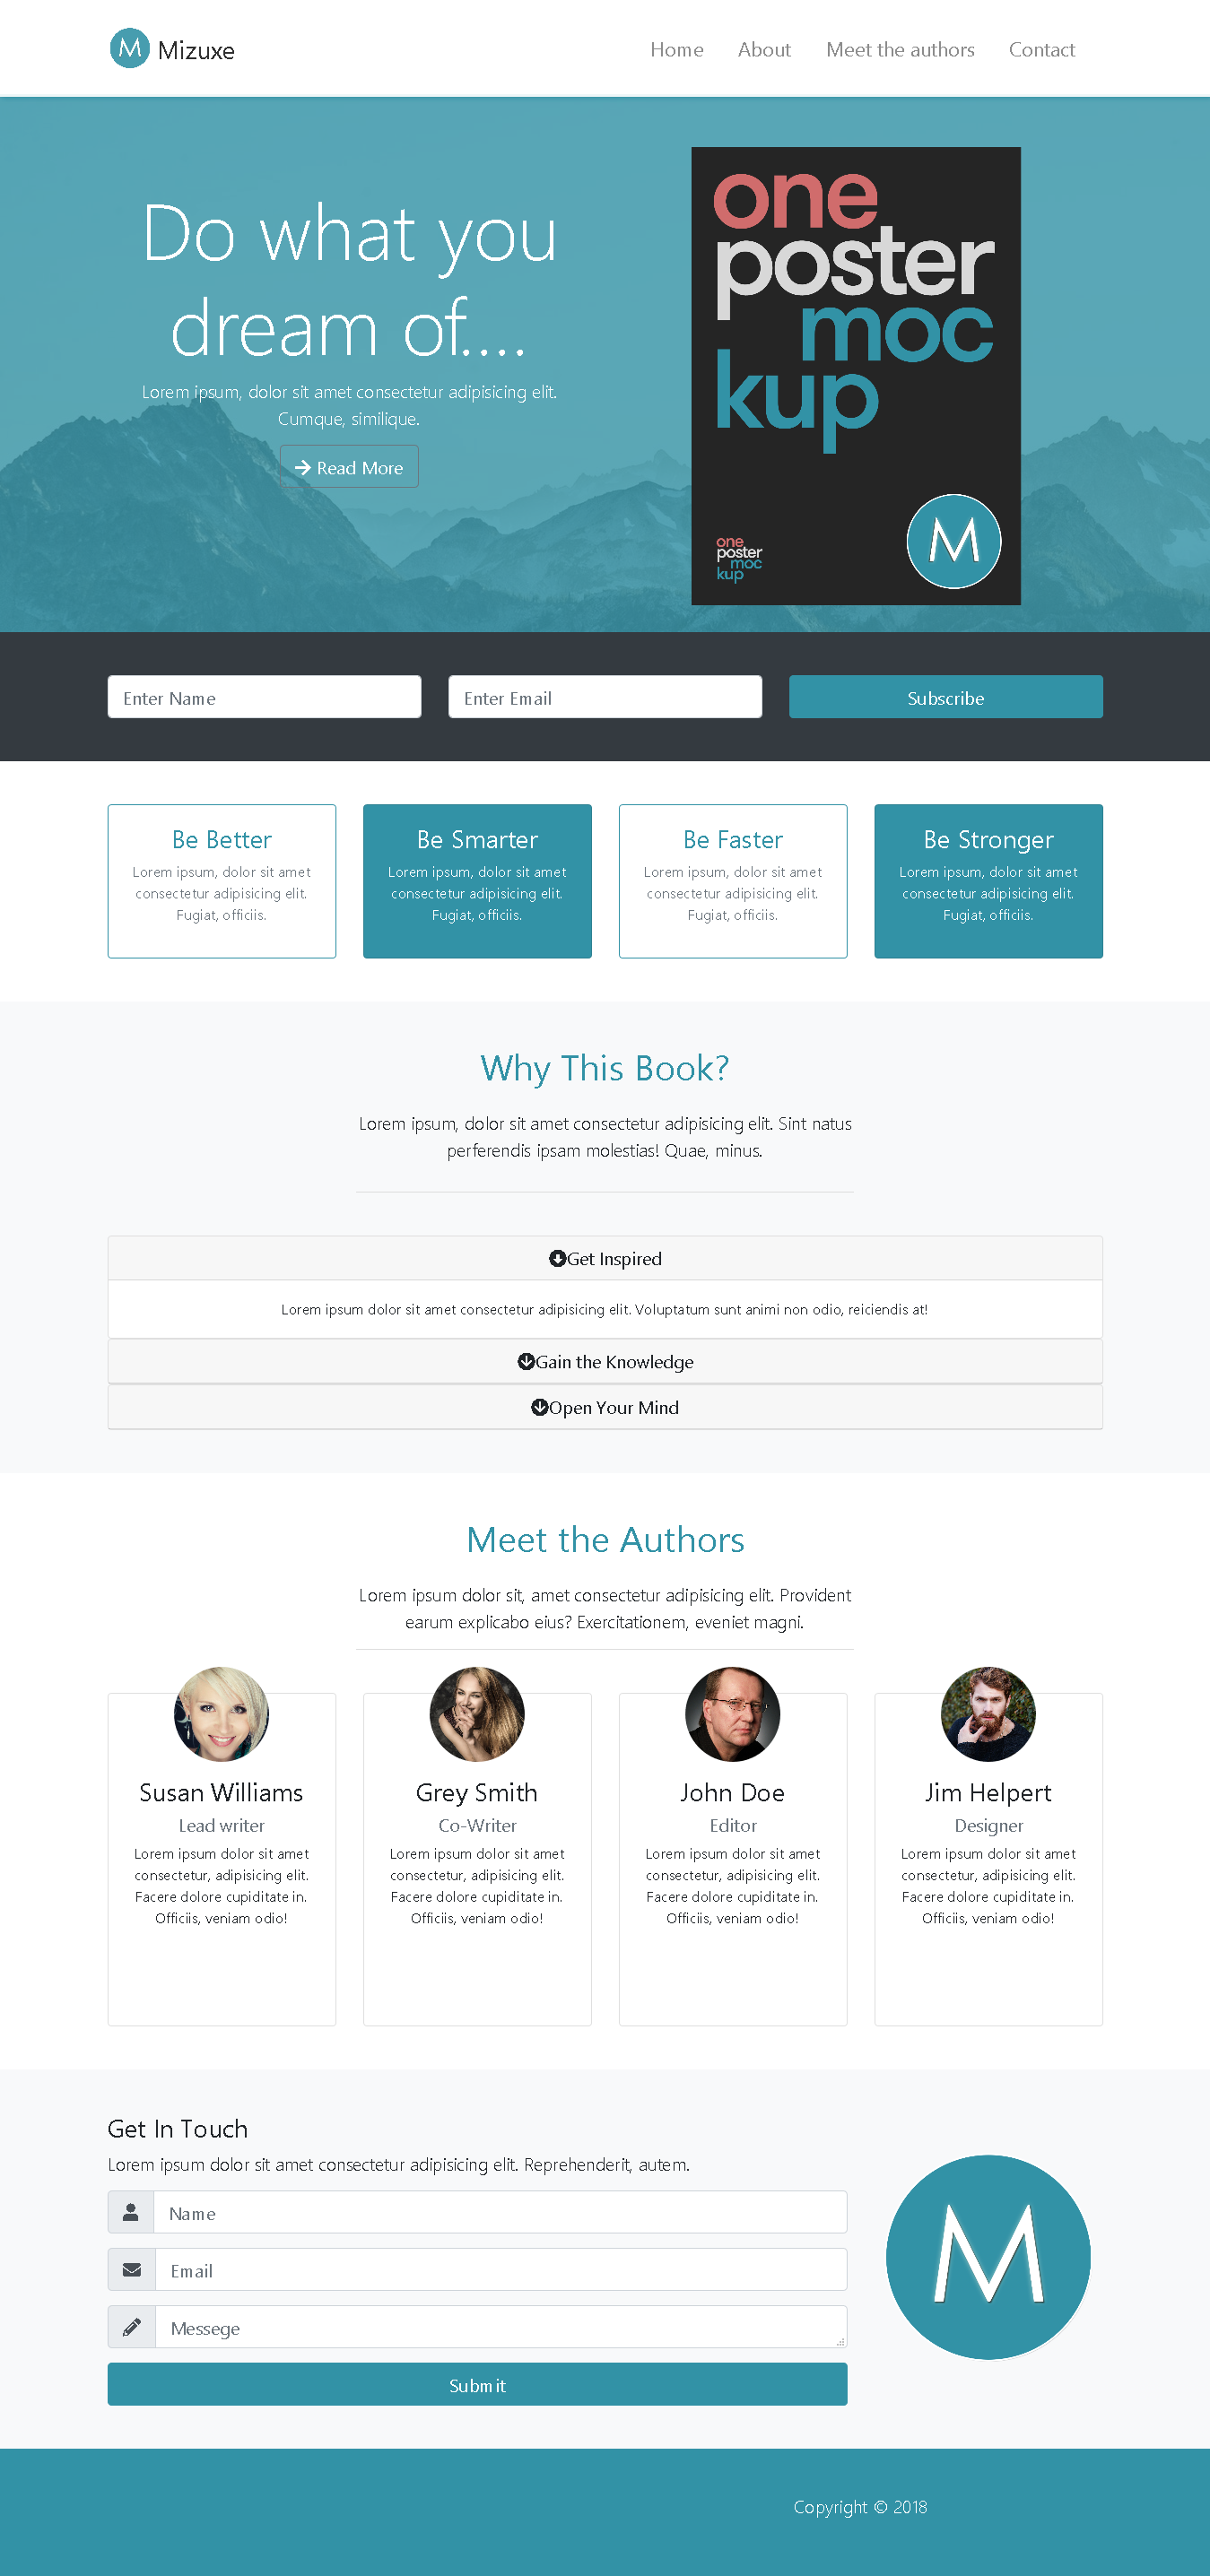 M Mizuxe
Home About Meet the authors Contact
Do what you
dream of....
Lorem ipsum, dolor sit amet consectetur adipisicing elit.
Cumque, similique.
Read More
one
poster
moc
kup
one
poster
moc
kup
M
Enter Name
Enter Email
Subscribe
Be Better
Lorem ipsum, dolor sit amet
consectetur adipisicing elit.
Fugiat, officiis.
Be Smarter
Lorem ipsum, dolor sit amet
consectetur adipisicing elit.
Fugiat, officiis.
Be Faster
Lorem ipsum, dolor sit amet
consectetur adipisicing elit.
Fugiat, officiis.
Be Stronger
Lorem ipsum, dolor sit amet
consectetur adipisicing elit.
Fugiat, officiis.
Why This Book?
Lorem ipsum, dolor sit amet consectetur adipisicing elit. Sint natus
perferendis ipsam molestias! Quae, minus.
Get Inspired
Lorem ipsum dolor sit amet consectetur adipisicing elit. Voluptatum sunt animi non odio, reiciendis at!
Gain the Knowledge
Open Your Mind
Meet the Authors
Lorem ipsum dolor sit, amet consectetur adipisicing elit. Provident
earum explicabo eius? Exercitationem, eveniet magni.
Susan Williams
Lead writer
Lorem ipsum dolor sit amet
consectetur, adipisicing elit.
Facere dolore cupiditate in.
Officiis, veniam odio!
Grey Smith
Co-Writer
Lorem ipsum dolor sit amet
consectetur, adipisicing elit.
Facere dolore cupiditate in.
Officiis, veniam odio!
John Doe
Editor
Lorem ipsum dolor sit amet
consectetur, adipisicing elit.
Facere dolore cupiditate in.
Officiis, veniam odio!
Jim Helpert
Designer
Lorem ipsum dolor sit amet
consectetur, adipisicing elit.
Facere dolore cupiditate in.
Officiis, veniam odio!
Get In Touch
Lorem ipsum dolor sit amet consectetur adipisicing elit. Reprehenderit, autem.
Name
Email
Messege
Submit
M
Copyright © 2018